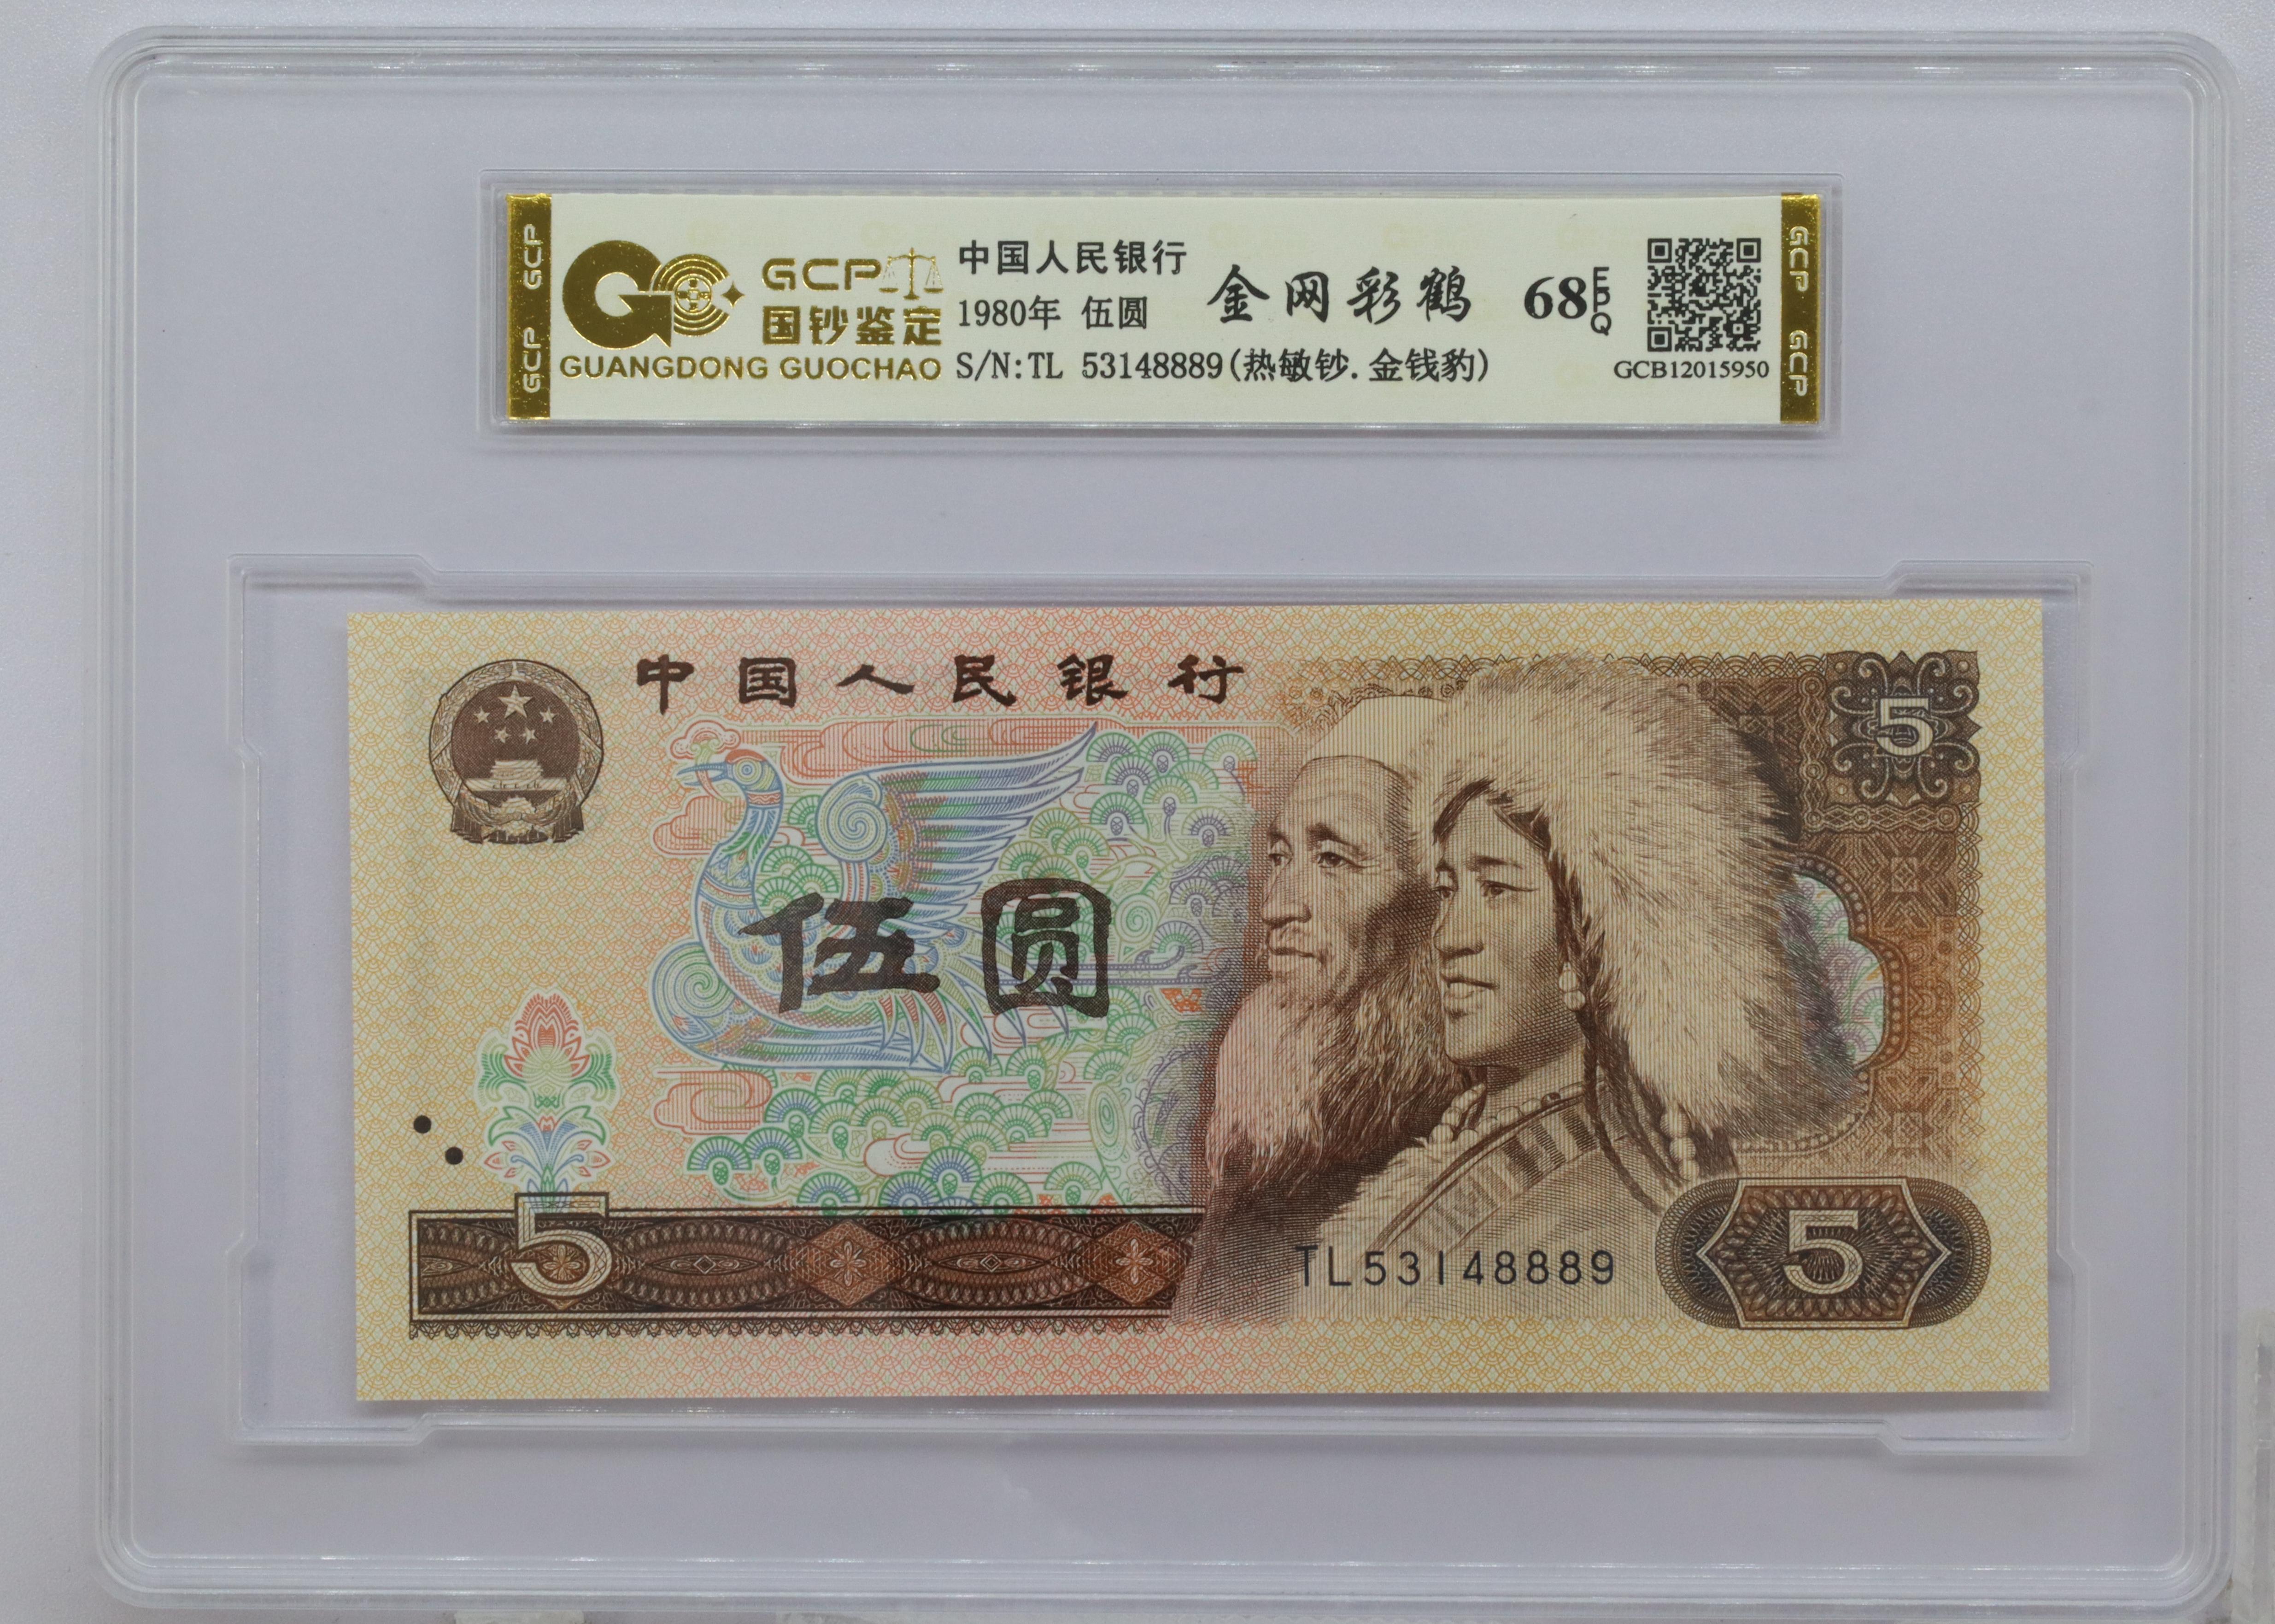 GCP GCP
GCP
国钞鉴定
GUANGDONG GUOCHAO
中国人民银行
1980年 伍圆
S/N:TL 53148889(热敏钞.金钱豹)
金网彩鹤
68 EPQ
GCB12015950
GCP GCP
中国人民银行
5
伍圆
5
TL53148889
5